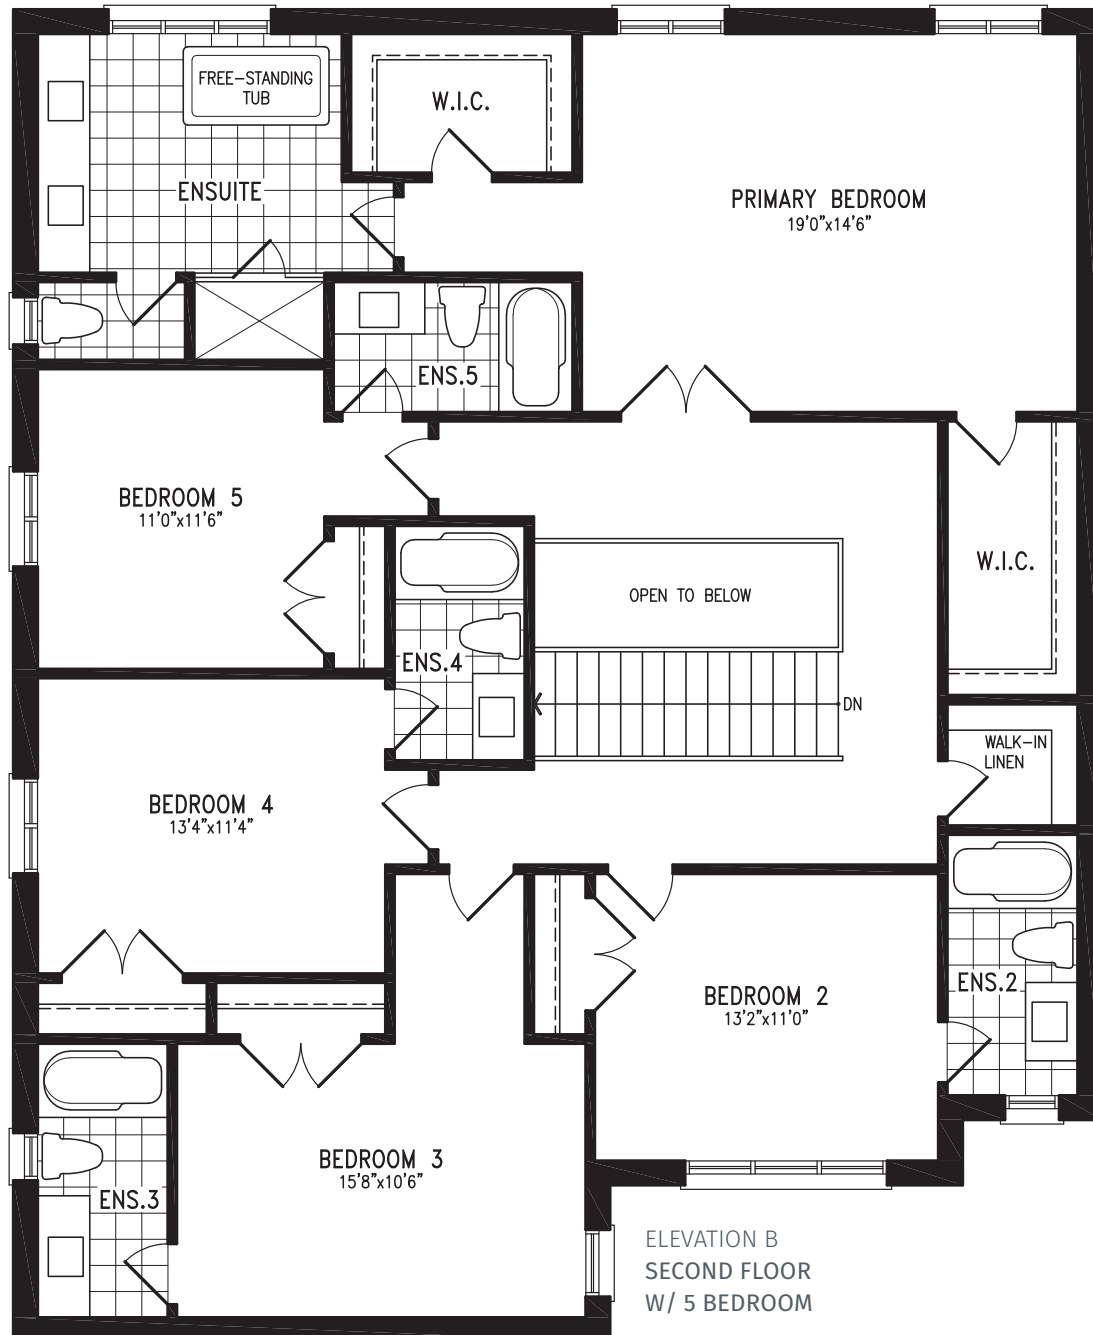 FREE-STANDING
TUB
W.I.C.
ENSUITE
PRIMARY BEDROOM
19'0"x14'6"
ENS.5
BEDROOM 5
11'0"x11'6"
W.I.C.
OPEN TO BELOW
ENS.4
DN
WALK-IN
LINEN
BEDROOM 4
13'4"x11'4"
ENS.2
BEDROOM 2
13'2"x11'0"
BEDROOM 3
15'8"x10'6"
ENS.3
ELEVATION B
SECOND FLOOR
W/ 5 BEDROOM